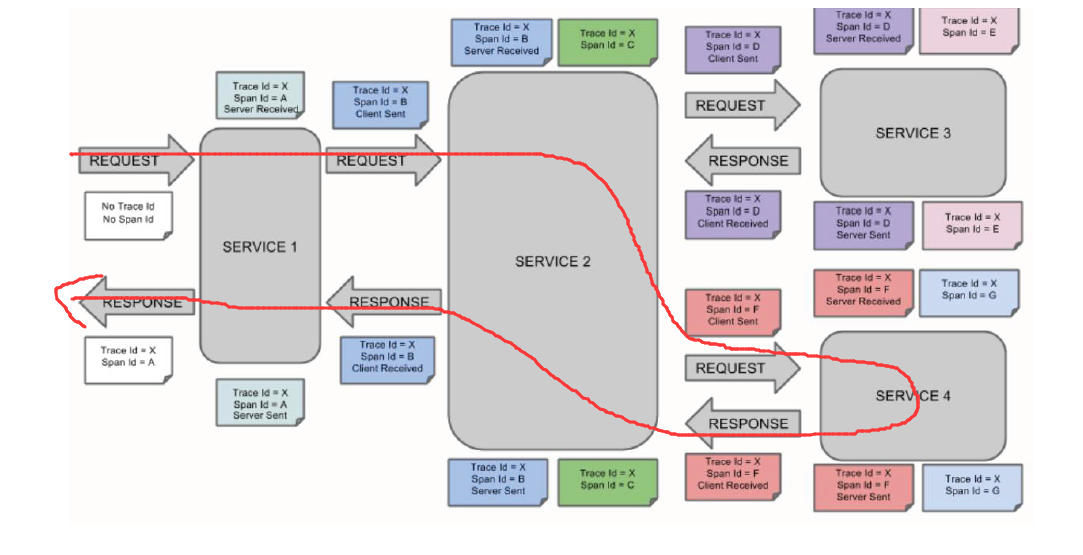 Trace Id = X
Span Id = B
Server Received
Trace Id = X
Span Id = C
Trace Id = X
Span Id = D
Client Sent
Trace Id = X
Span Id = D
Server Received
Trace Id = X
Span Id = E
Trace Id = X
Span Id = A
Server Received
Trace Id = X
Span Id = B
Client Sent
REQUEST
SERVICE 3
RESPONSE
REQUEST
REQUEST
No Trace Id
No Span Id
Trace Id = X
Span Id = D
Client Received
Trace Id = X
Span Id = D
Server Sent
Trace Id = X
Span Id = E
SERVICE 1
SERVICE 2
Trace Id = X
Span Id = F
Client Sent
Trace Id = X
Span Id = F
Server Received
Trace Id = X
Span Id = G
RESPONSE
RESPONSE
Trace Id = X
Span Id = A
Trace Id = X
Span Id = B
Client Received
REQUEST
SERVICE 4
RESPONSE
Trace Id = X
Span Id = A
Server Sent
Trace Id = X
Span Id = B
Server Sent
Trace Id = X
Span Id = C
Trace Id = X
Span Id = F
Client Received
Trace Id = X
Span Id = F
Server Sent
Trace Id = X
Span Id = G